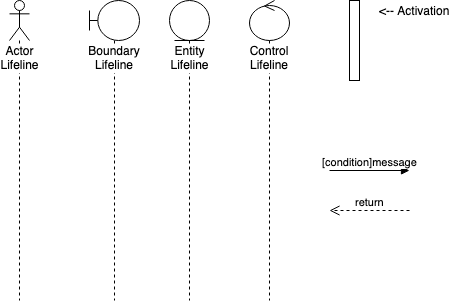 <-- Activation
Actor
Lifeline
Boundary
Lifeline
Entity
Lifeline
Control
Lifeline
[condition]message
return